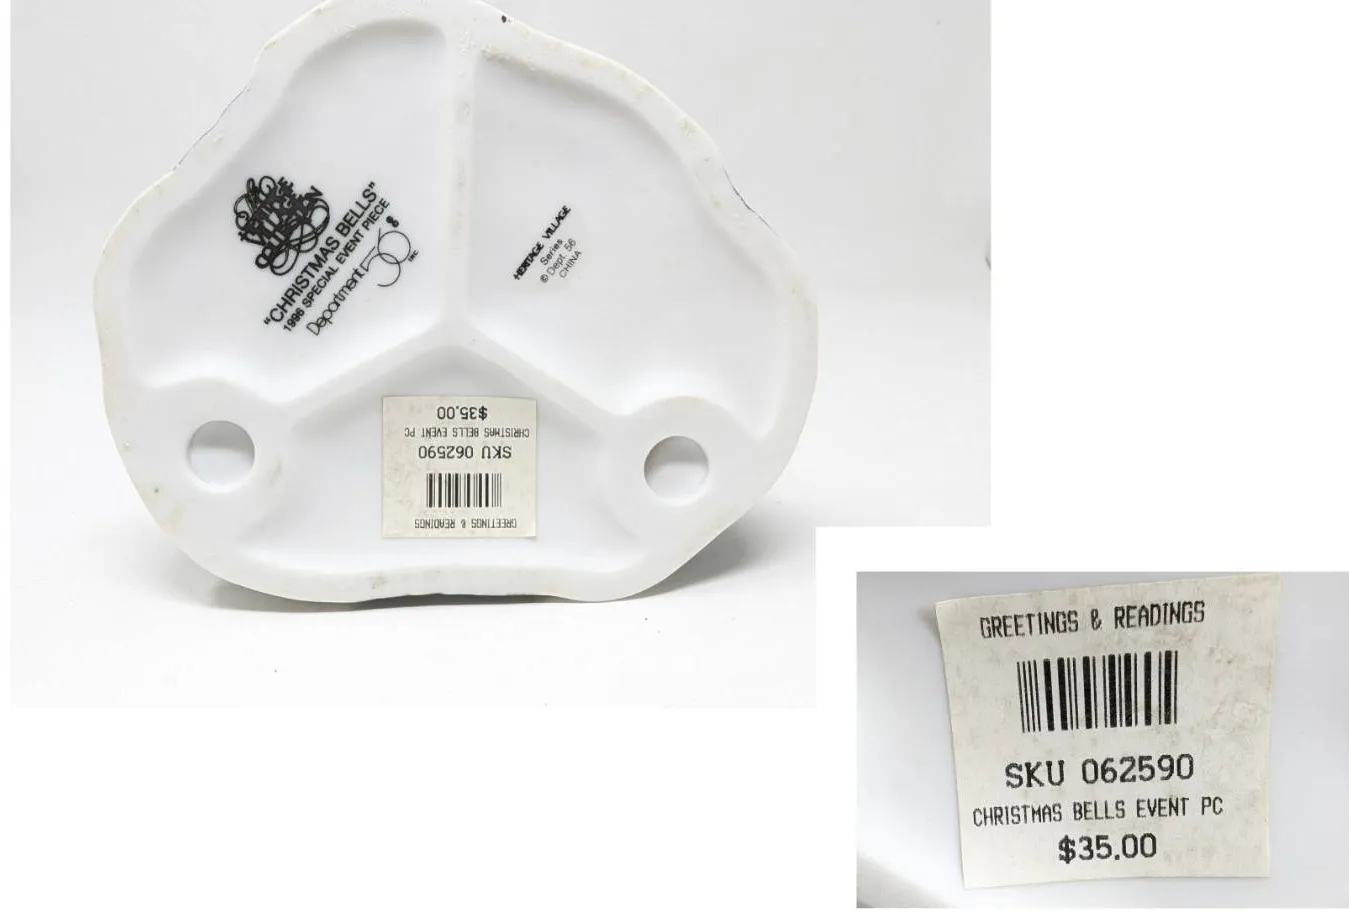 The
HERITAGE
VILLAGE
COLLECTION
"CHRISTMAS BELLS"
1996 SPECIAL EVENT PIECE
Department 56
INC
HERITAGE VILLAGE
Series
© Dept. 56
CHINA
$35.00
CHRISTMAS BELLS EVENT PC
SKU 062590
GREETINGS & READINGS
GREETINGS & READINGS
SKU 062590
CHRISTMAS BELLS EVENT PC
$35.00